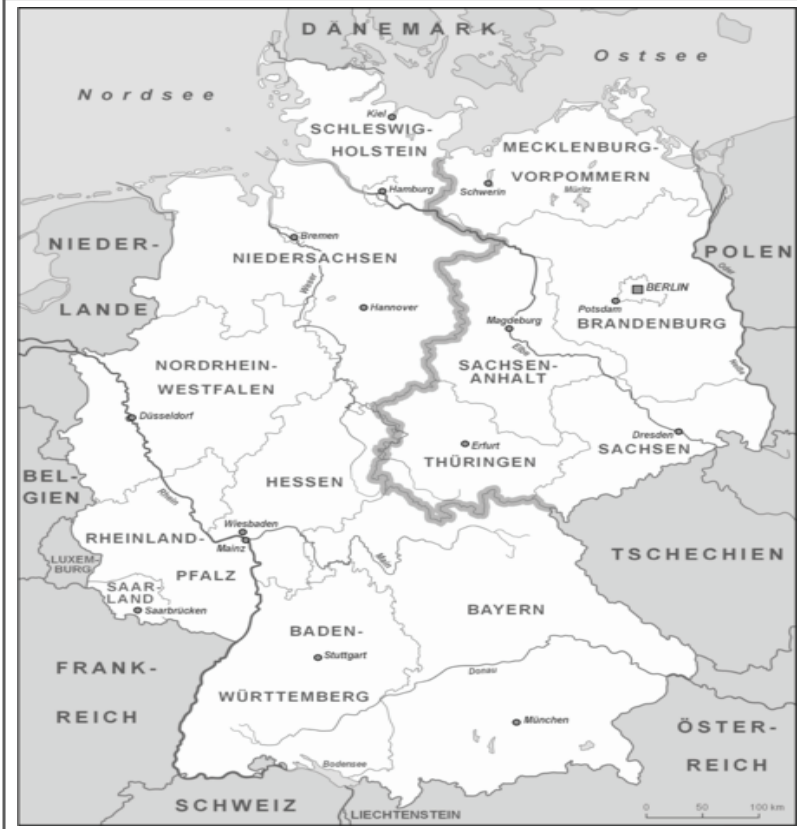 DÄNEMARK
Ostsee
Nordsee
Kiel
SCHLESWIG-
HOLSTEIN
MECKLENBURG-
VORPOMMERN
Schwerin
Müritz
Hamburg
Bremen
NIEDER-
LANDE
NIEDERSACHSEN
Weser
Hannover
POLEN
Oder
BERLIN
Potsdam
BRANDENBURG
Magdeburg
Elbe
SACHSEN-
ANHALT
Neiße
NORDRHEIN-
WESTFALEN
Düsseldorf
Dresden
SACHSEN
Erfurt
THÜRINGEN
HESSEN
BEL-
GIEN
Rhein
Wiesbaden
Mainz
RHEINLAND-
PFALZ
LUXEM-
BURG
SAAR
LAND
Saarbrücken
Main
TSCHECHIEN
BAYERN
BADEN-
WÜRTTEMBERG
Stuttgart
Donau
FRANK-
REICH
München
ÖSTER-
REICH
Bodensee
SCHWEIZ
LIECHTENSTEIN
0 50 100 km